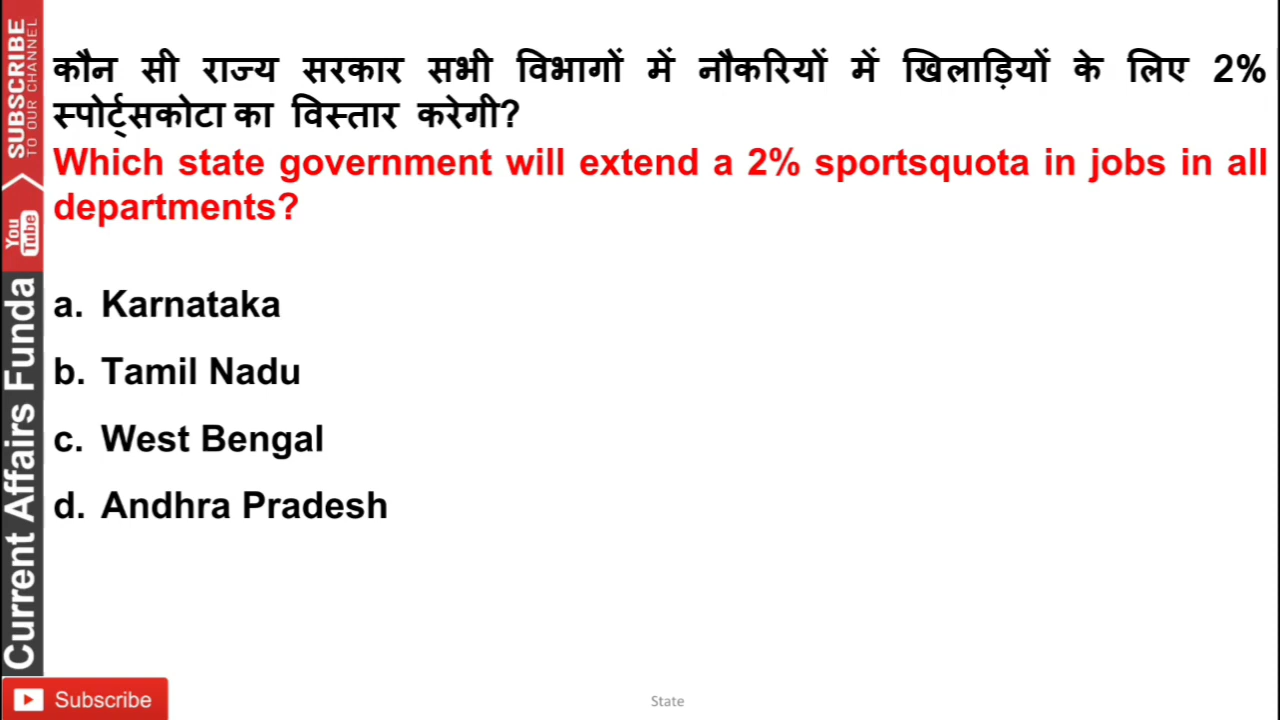 कौन सी राज्य सरकार सभी विभागों में नौकरियों में खिलाड़ियों के लिए 2%
स्पोर्ट्सकोटा का विस्तार करेगी?
Which state government will extend a 2% sportsquota in jobs in all
departments?
a. Karnataka
b. Tamil Nadu
c. West Bengal
d. Andhra Pradesh
SUBSCRIBE
TO OUR CHANNEL
You
Tube
Current Affairs Funda
Subscribe
State